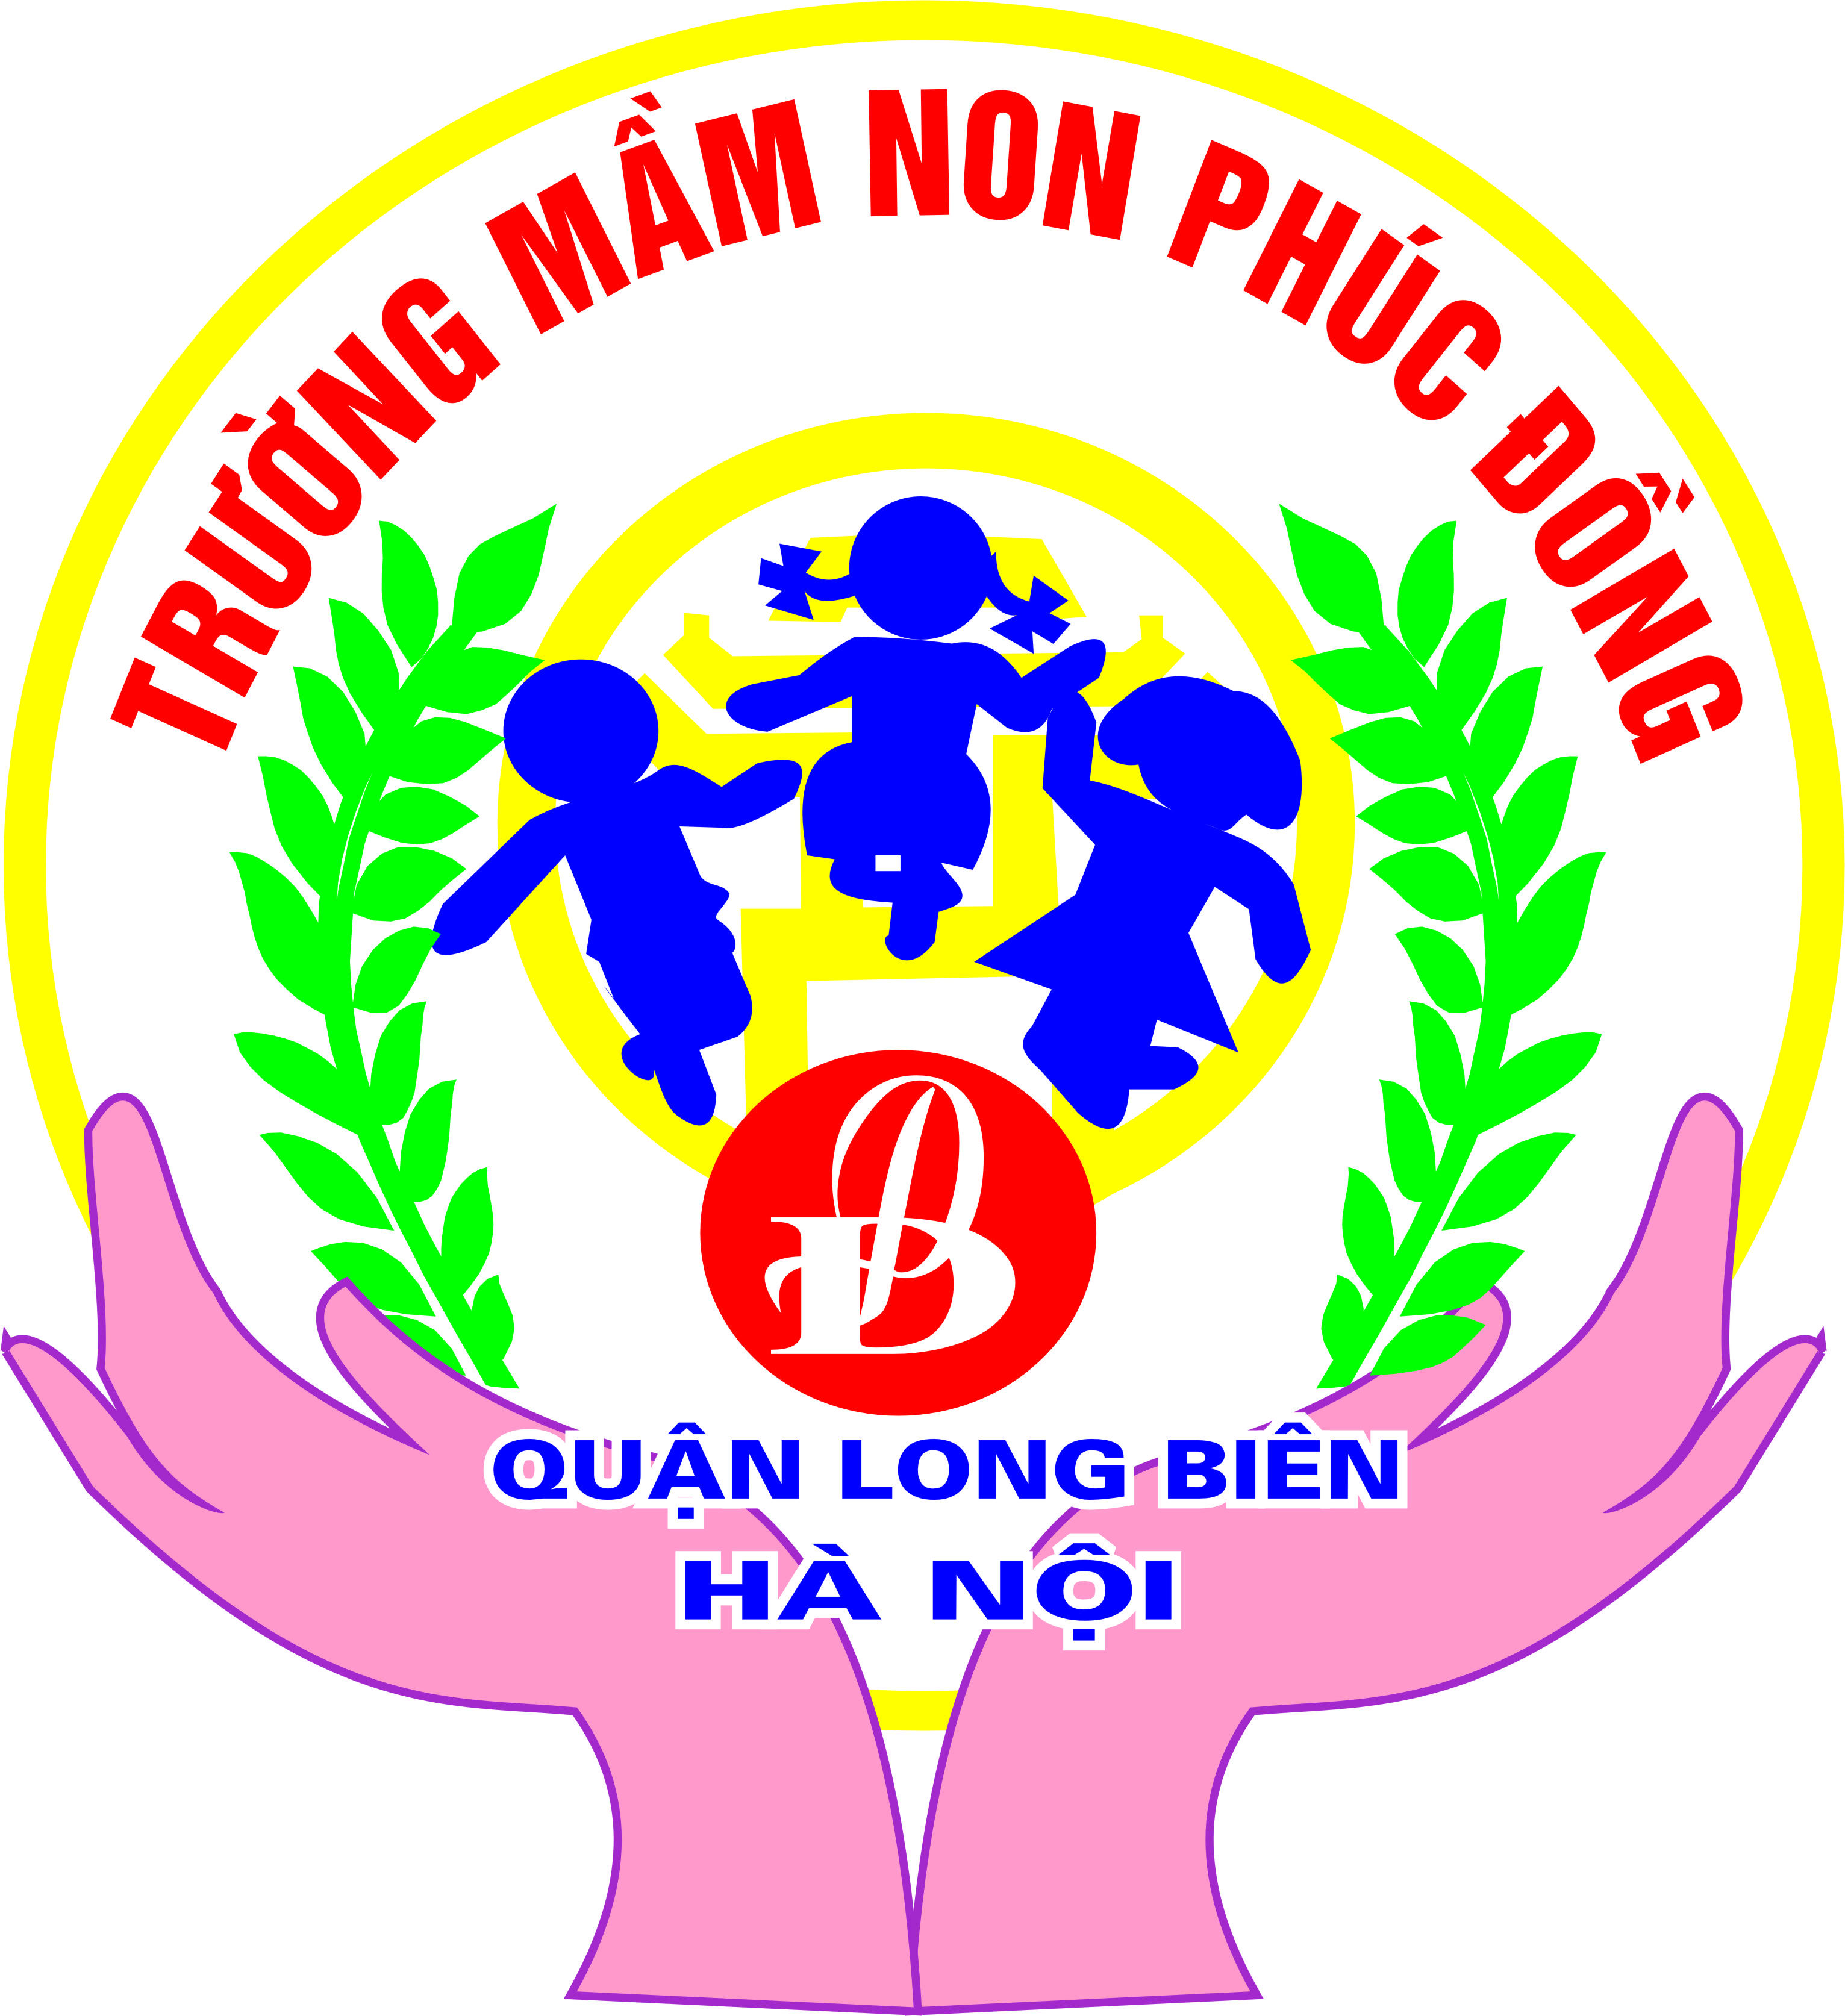 TRƯỜNG MẦM NON PHÚC ĐỒNG
B
QUẬN LONG BIÊN
HÀ NỘI